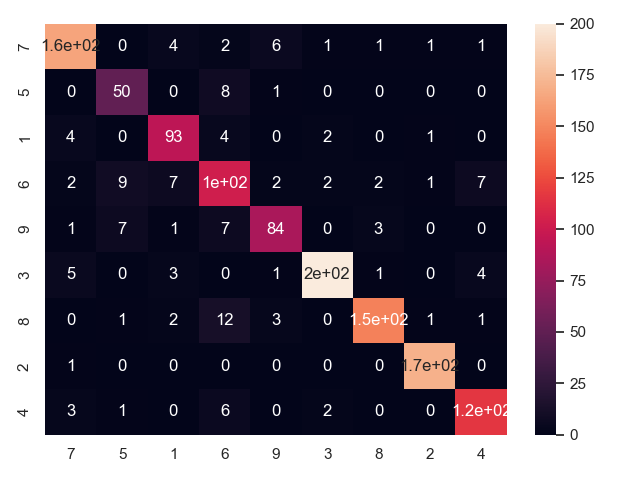 7 1.6e+02 0 4 2 6 1 1 1 1
5 0 50 0 8 1 0 0 0 0
1 4 0 93 4 0 2 0 1 0
6 2 9 7 1e+02 2 2 2 1 7
9 1 7 1 7 84 0 3 0 0
3 5 0 3 0 1 2e+02 1 0 4
8 0 1 2 12 3 0 1.5e+02 1 1
2 1 0 0 0 0 0 0 1.7e+02 0
4 3 1 0 6 0 2 0 0 1.2e+02
7 5 1 6 9 3 8 2 4
200
175
150
125
100
75
50
25
0